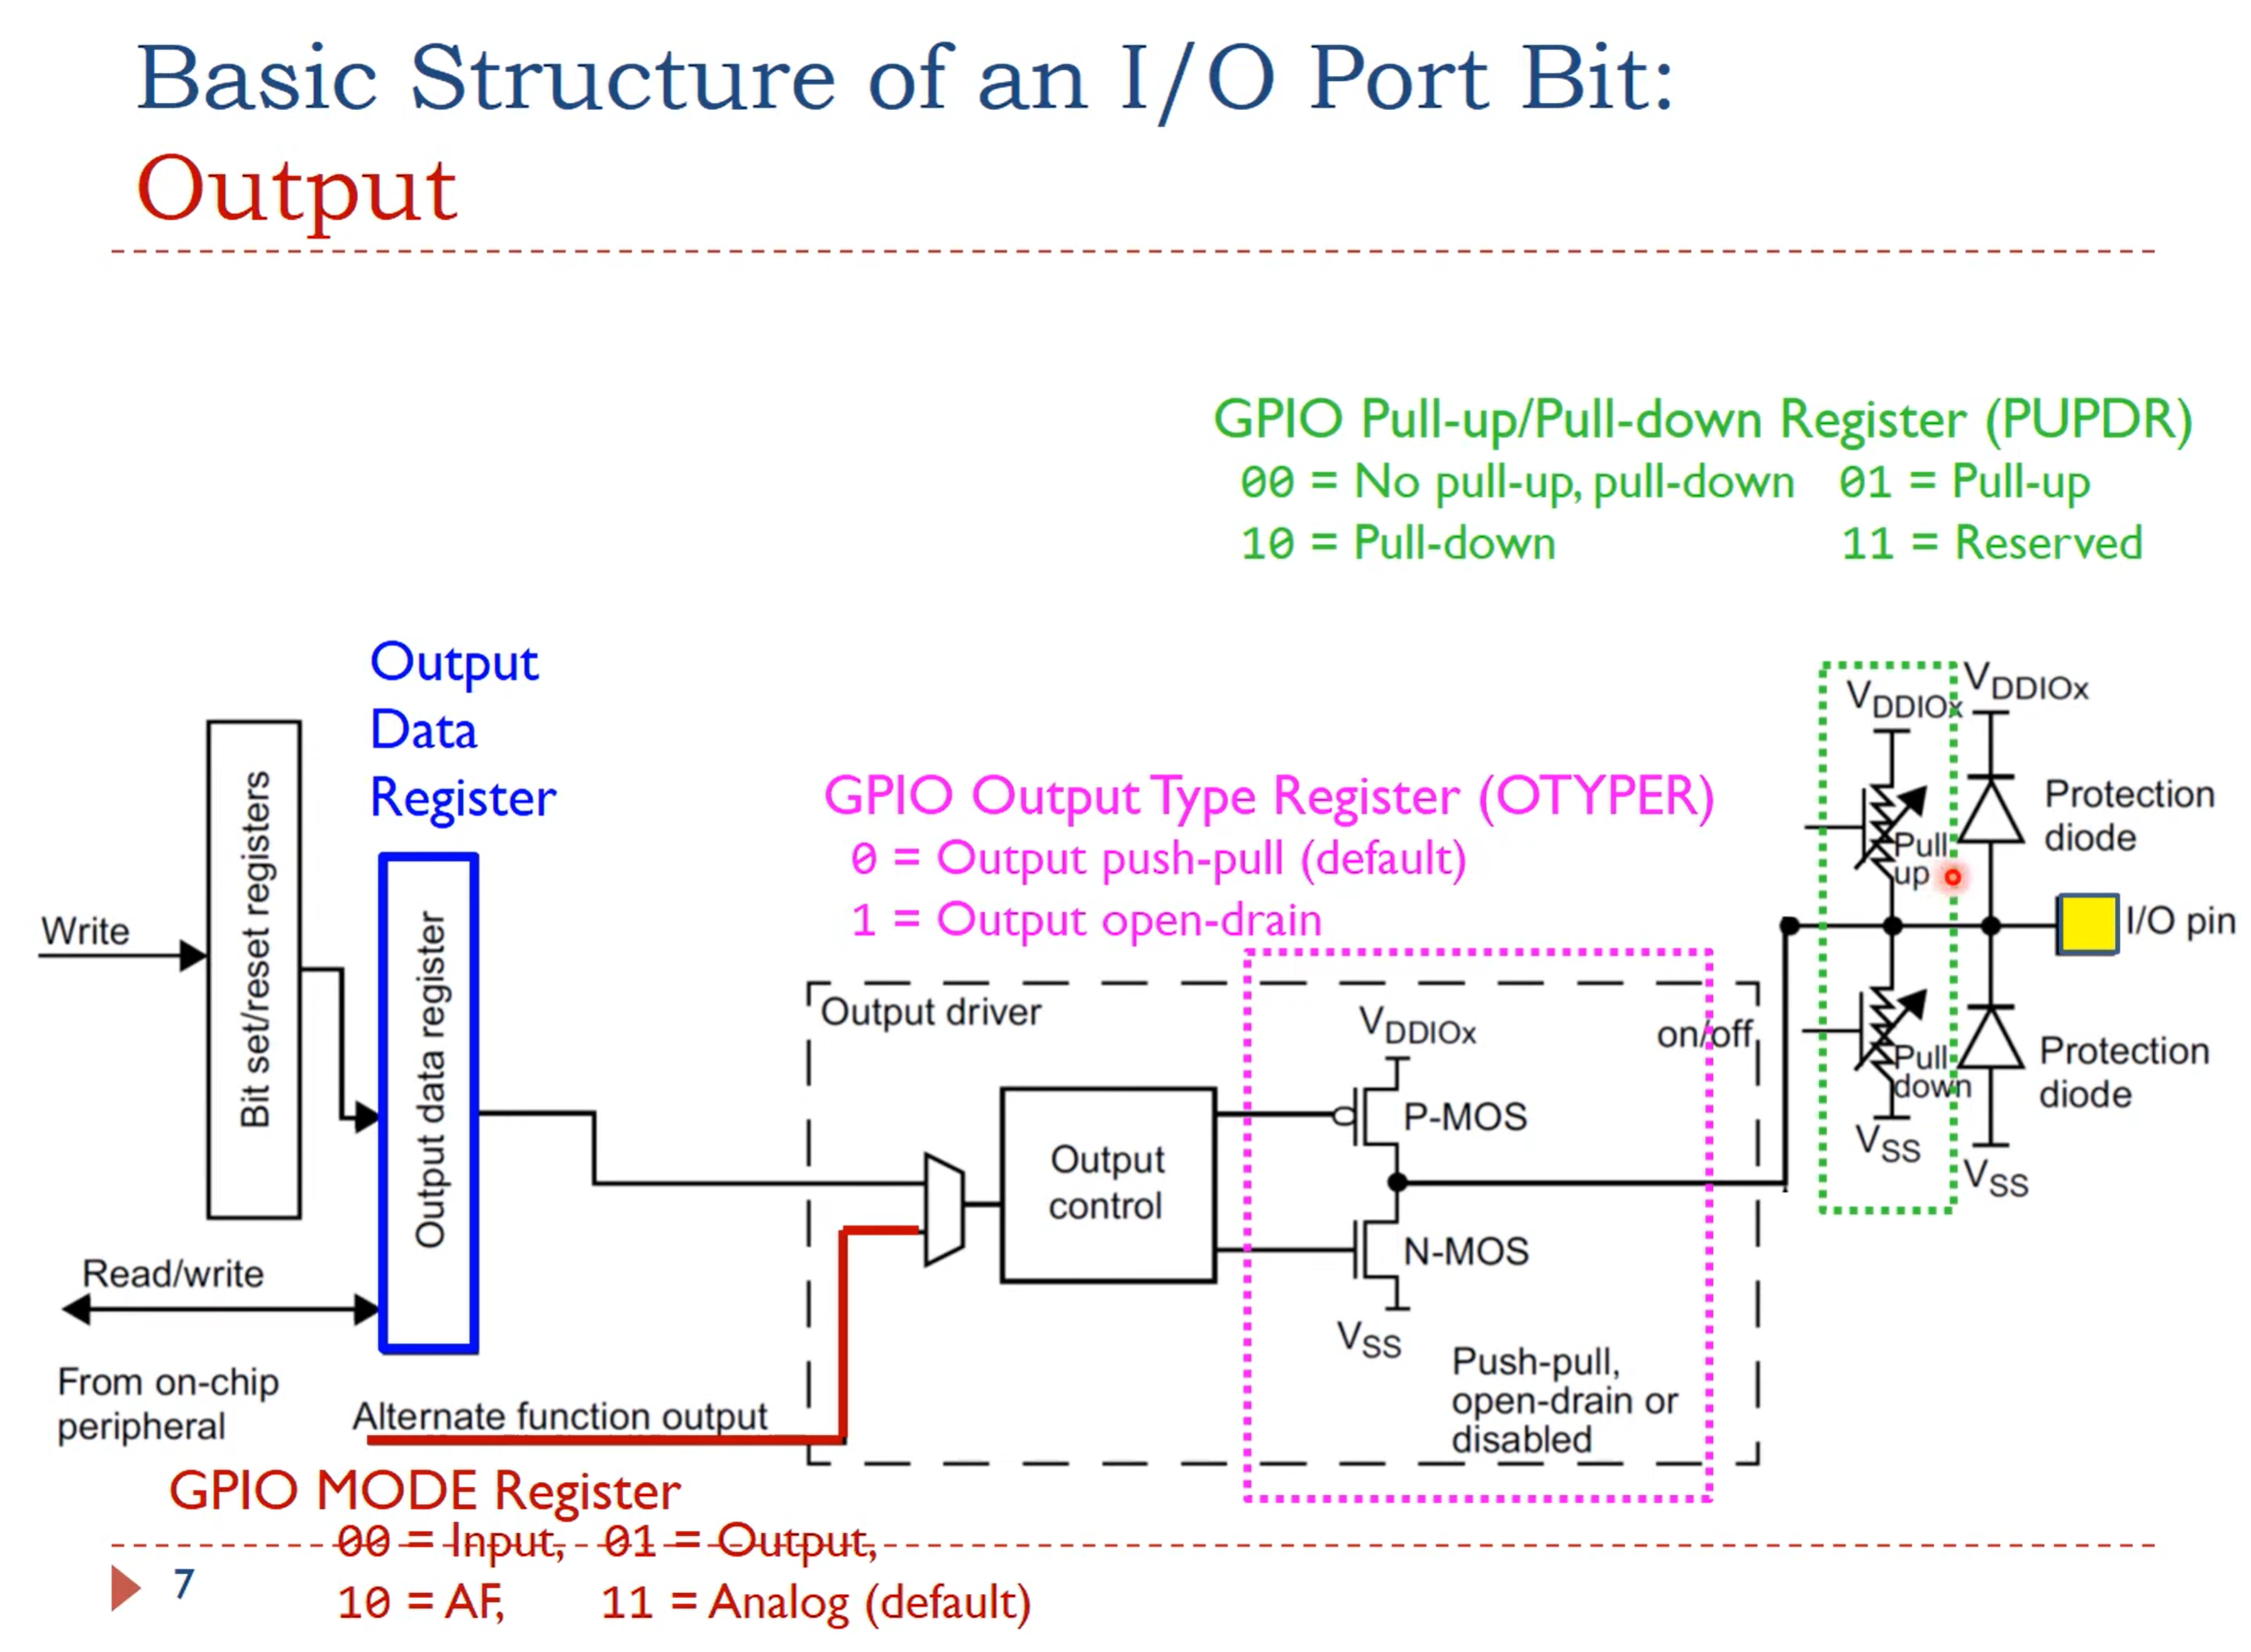 Basic Structure of an I/O Port Bit:
Output
GPIO Pull-up/Pull-down Register (PUPDR)
00 = No pull-up, pull-down 01 = Pull-up
10 = Pull-down 11 = Reserved
Output
Data
Register
GPIO Output Type Register (OTYPER)
0 = Output push-pull (default)
1 = Output open-drain
Write
Bit set/reset registers
Output data register
Read/write
From on-chip
peripheral
Alternate function output
Output driver
Output
control
VDDIOx
P-MOS
N-MOS
VSS
on/off
Push-pull,
open-drain or
disabled
VDDIOx
Pull
up
Pull
down
VSS
VDDIOx
Protection
diode
I/O pin
Protection
diode
VSS
GPIO MODE Register
00 = Input, 01 = Output,
10 = AF, 11 = Analog (default)
7